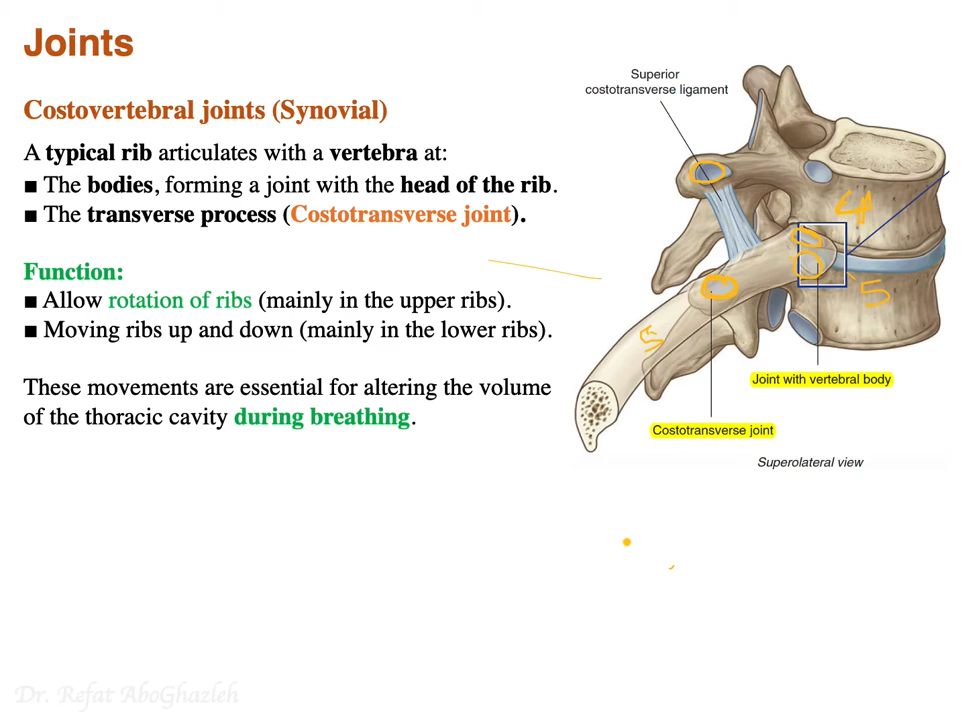 Joints
Costovertebral joints (Synovial)
A typical rib articulates with a vertebra at:
■ The bodies, forming a joint with the head of the rib.
■ The transverse process (Costotransverse joint).
Function:
■ Allow rotation of ribs (mainly in the upper ribs).
■ Moving ribs up and down (mainly in the lower ribs).
These movements are essential for altering the volume
of the thoracic cavity during breathing.
Superior
costotransverse ligament
4
5
5
Joint with vertebral body
Costotransverse joint
Superolateral view
Dr. Refat AboGhazleh